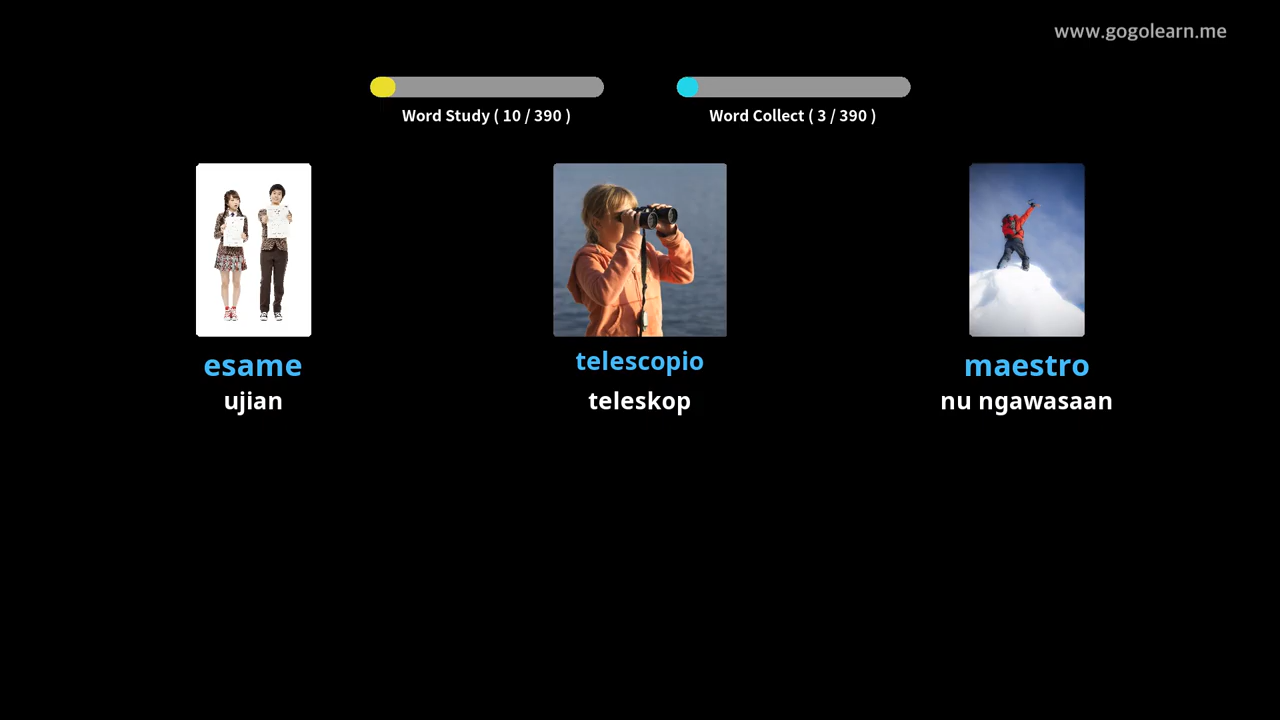 www.gogolearn.me
Word Study ( 10 / 390 )
Word Collect ( 3 / 390 )
esame
ujian
telescopio
teleskop
maestro
nu ngawasaan